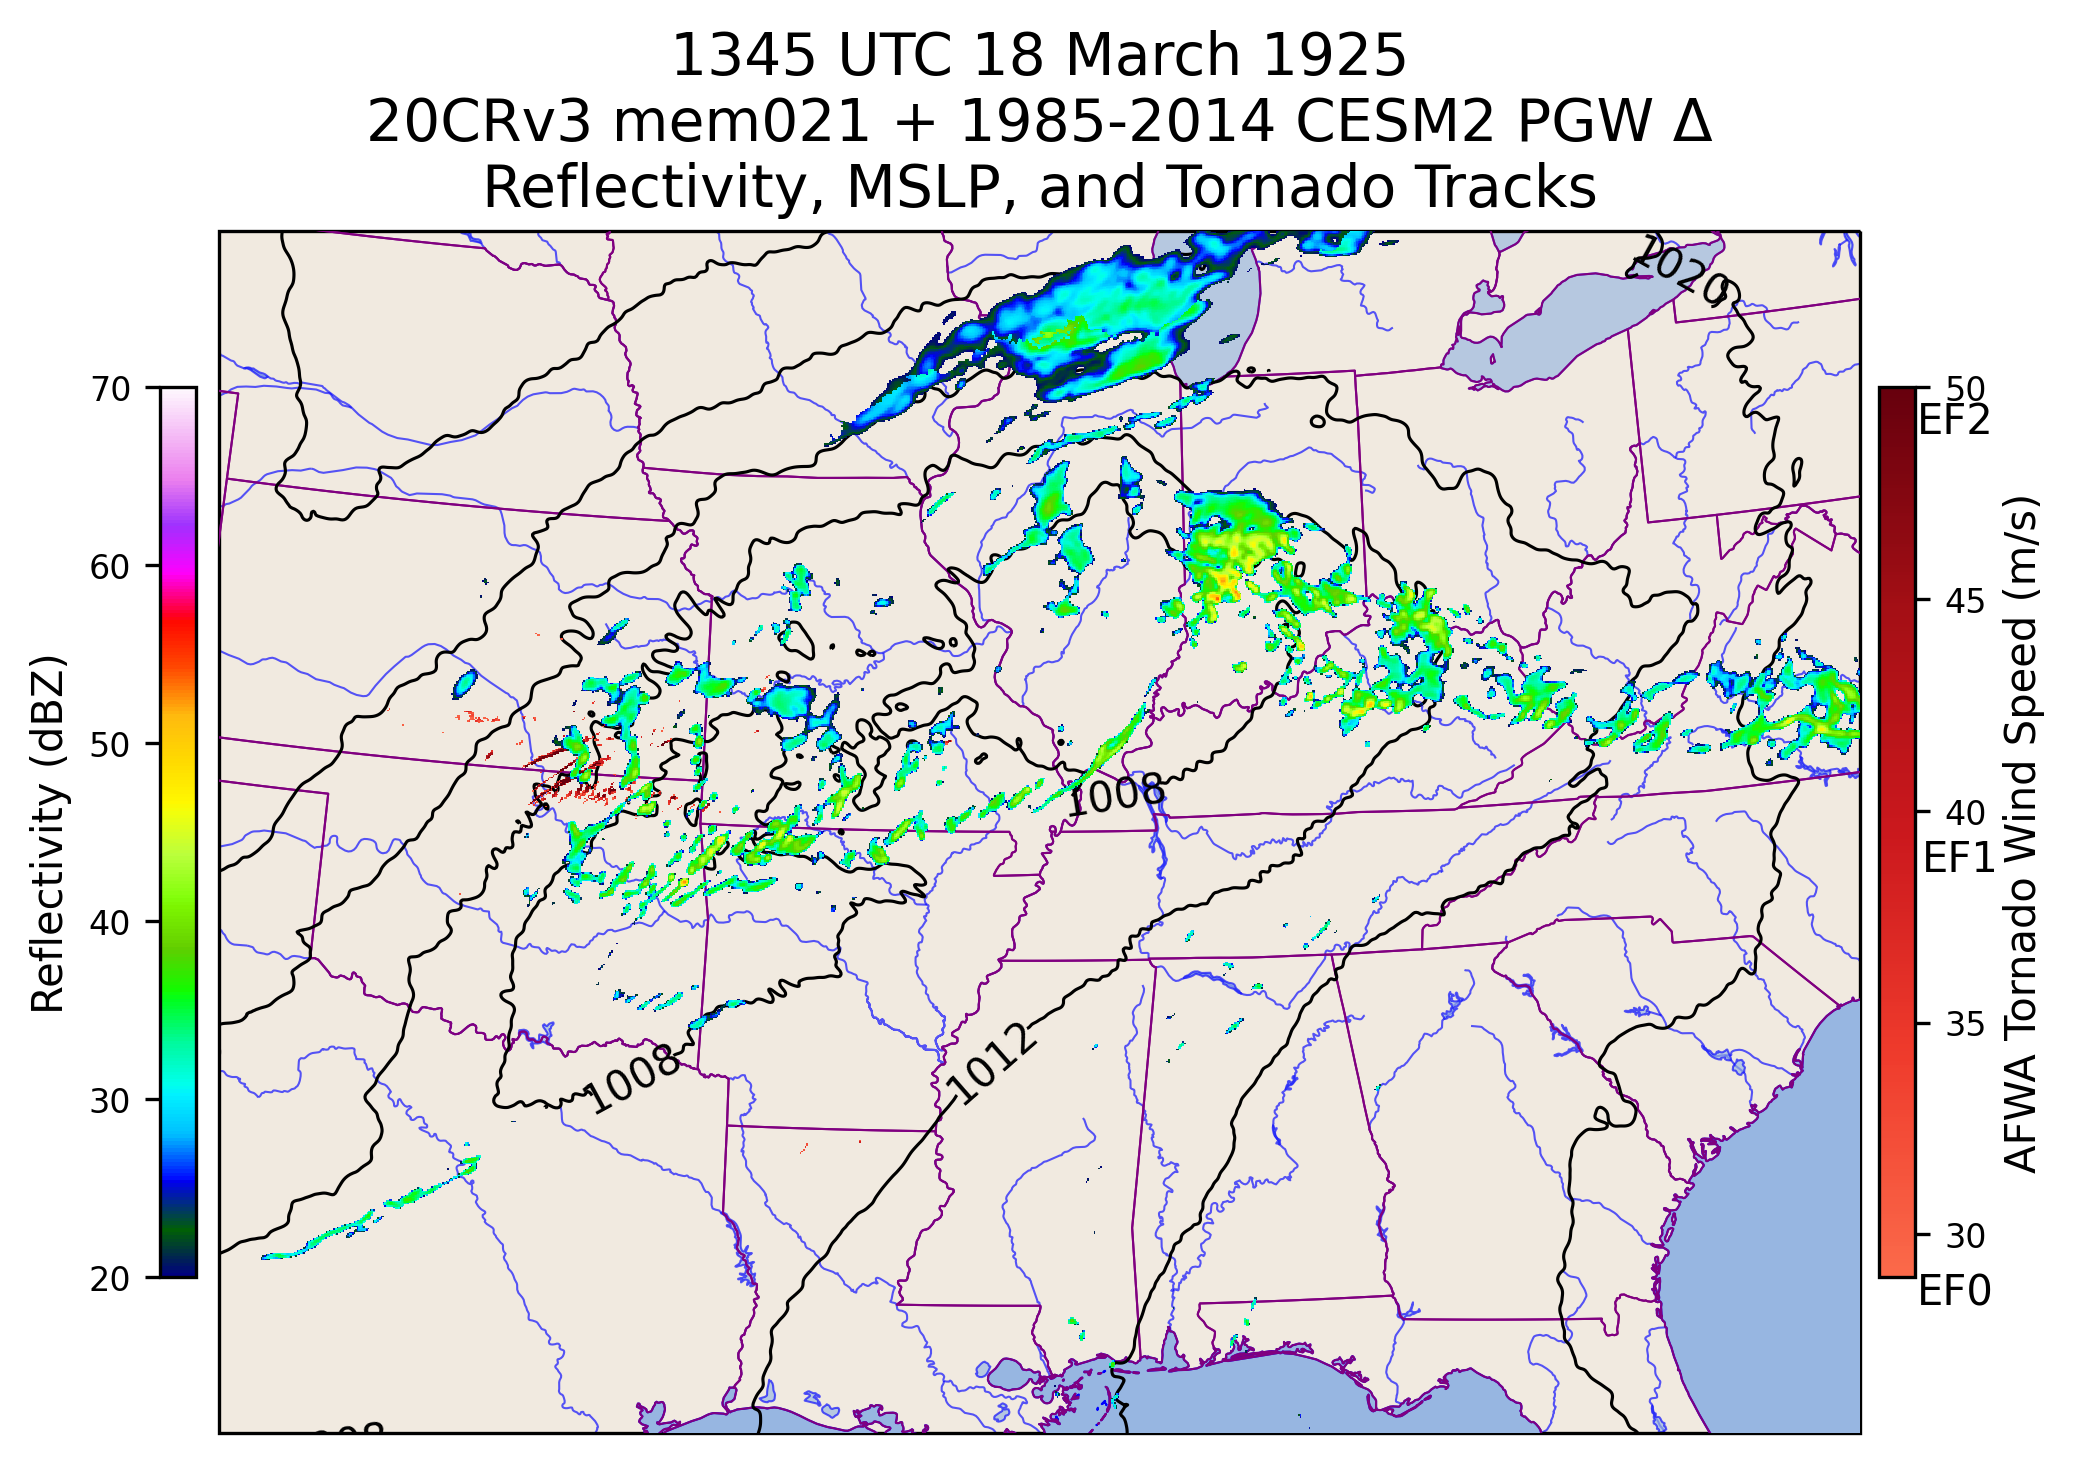 1345 UTC 18 March 1925
20CRv3 mem021 + 1985-2014 CESM2 PGW Δ
Reflectivity, MSLP, and Tornado Tracks
1020
1008
1008
1012
70
60
50
40
30
20
Reflectivity (dBZ)
50
EF2
45
40
EF1
35
30
EF0
AFWA Tornado Wind Speed (m/s)